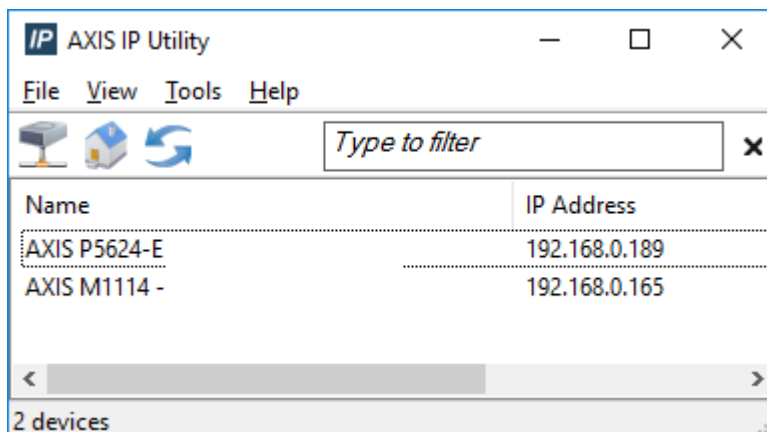 IP AXIS IP Utility
File View Tools Help
Type to filter
Name IP Address
AXIS P5624-E 192.168.0.189
AXIS M1114 - 192.168.0.165
2 devices